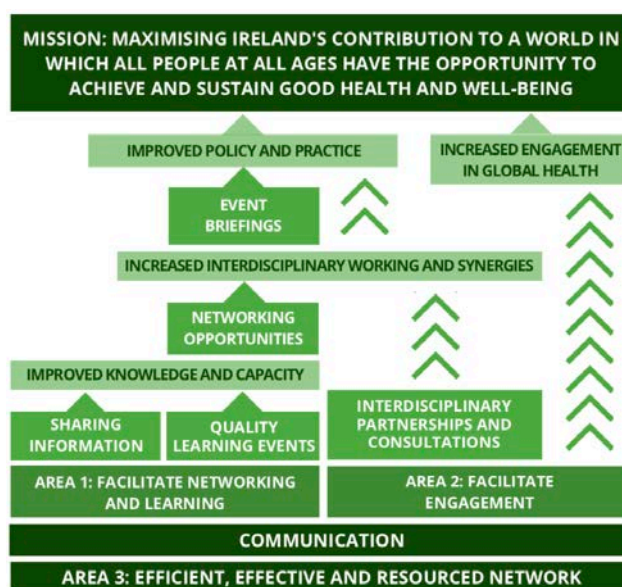 MISSION: MAXIMISING IRELAND'S CONTRIBUTION TO A WORLD IN
WHICH ALL PEOPLE AT ALL AGES HAVE THE OPPORTUNITY TO
ACHIEVE AND SUSTAIN GOOD HEALTH AND WELL-BEING
IMPROVED POLICY AND PRACTICE
INCREASED ENGAGEMENT
IN GLOBAL HEALTH
EVENT
BRIEFINGS
INCREASED INTERDISCIPLINARY WORKING AND SYNERGIES
NETWORKING
OPPORTUNITIES
IMPROVED KNOWLEDGE AND CAPACITY
SHARING
INFORMATION
QUALITY
LEARNING EVENTS
INTERDISCIPLINARY
PARTNERSHIPS AND
CONSULTATIONS
AREA 1: FACILITATE NETWORKING
AND LEARNING
AREA 2: FACILITATE
ENGAGEMENT
COMMUNICATION
AREA 3: EFFICIENT, EFFECTIVE AND RESOURCED NETWORK